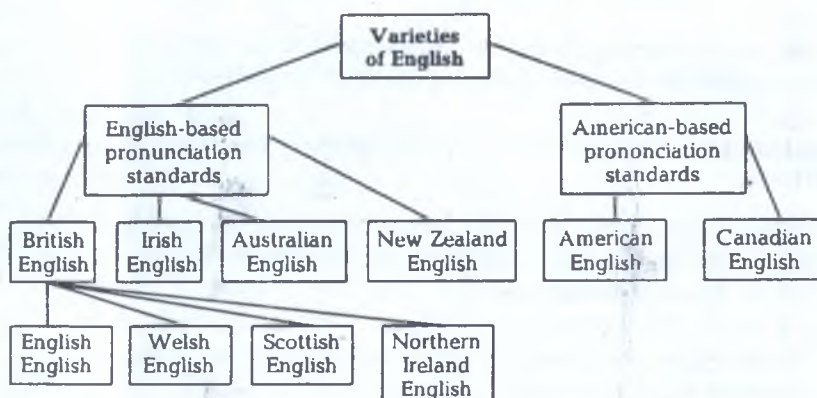 Varieties
of English
English-based
pronunciation
standards
American-based
prononciation
standards
British
English
Irish
English
Australian
English
New Zealand
English
American
English
Canadian
English
English
English
Welsh
English
Scottish
English
Northern
Ireland
English